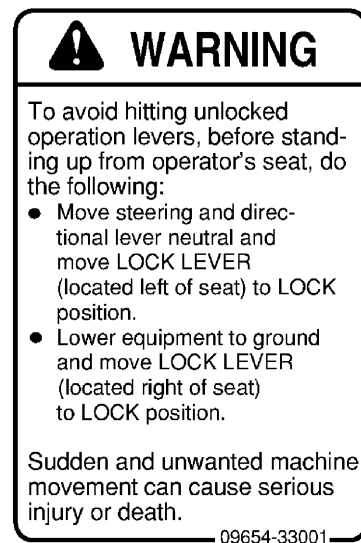 WARNING
To avoid hitting unlocked
operation levers, before stand-
ing up from operator's seat, do
the following:
● Move steering and direc-
tional lever neutral and
move LOCK LEVER
(located left of seat) to LOCK
position.
● Lower equipment to ground
and move LOCK LEVER
(located right of seat)
to LOCK position.
Sudden and unwanted machine
movement can cause serious
injury or death.
09654-33001